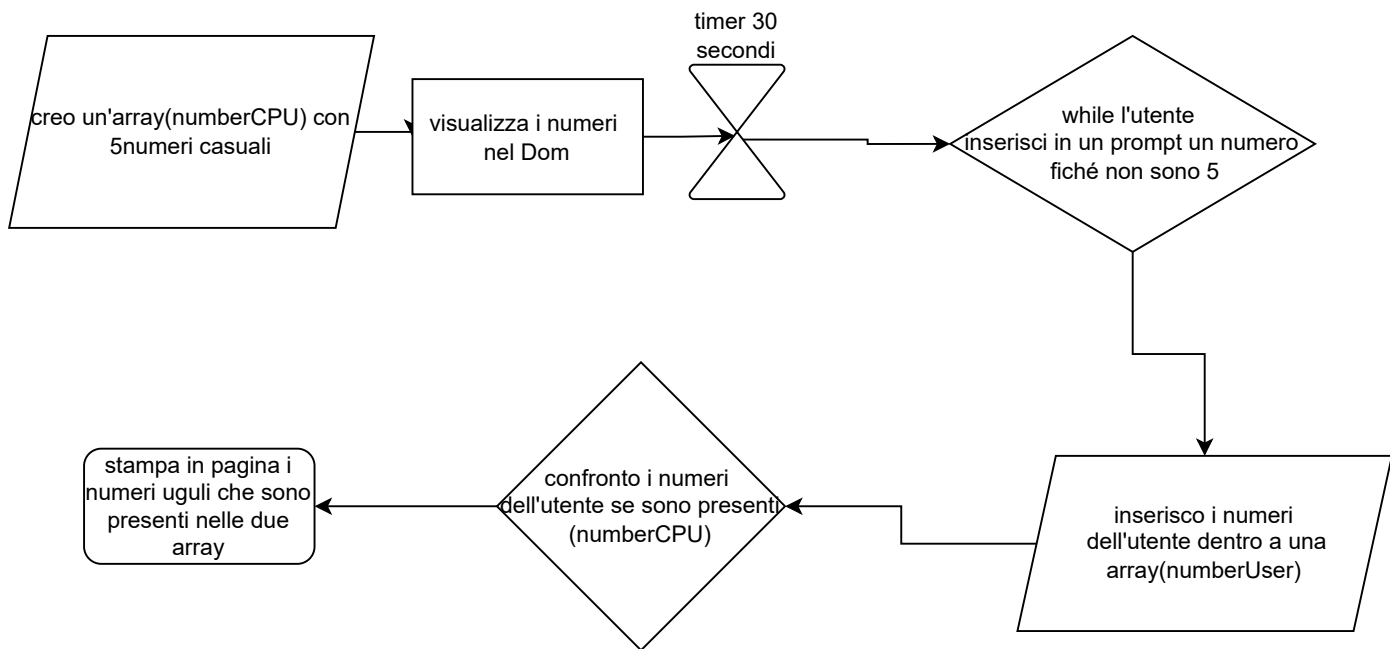 creo un'array(numberCPU) con
5numeri casuali
visualizza i numeri
nel Dom
timer 30
secondi
while l'utente
inserisci in un prompt un numero
fiché non sono 5
inserisco i numeri
dell'utente dentro a una
array(numberUser)
confronto i numeri
dell'utente se sono presenti
(numberCPU)
stampa in pagina i
numeri uguli che sono
presenti nelle due
array